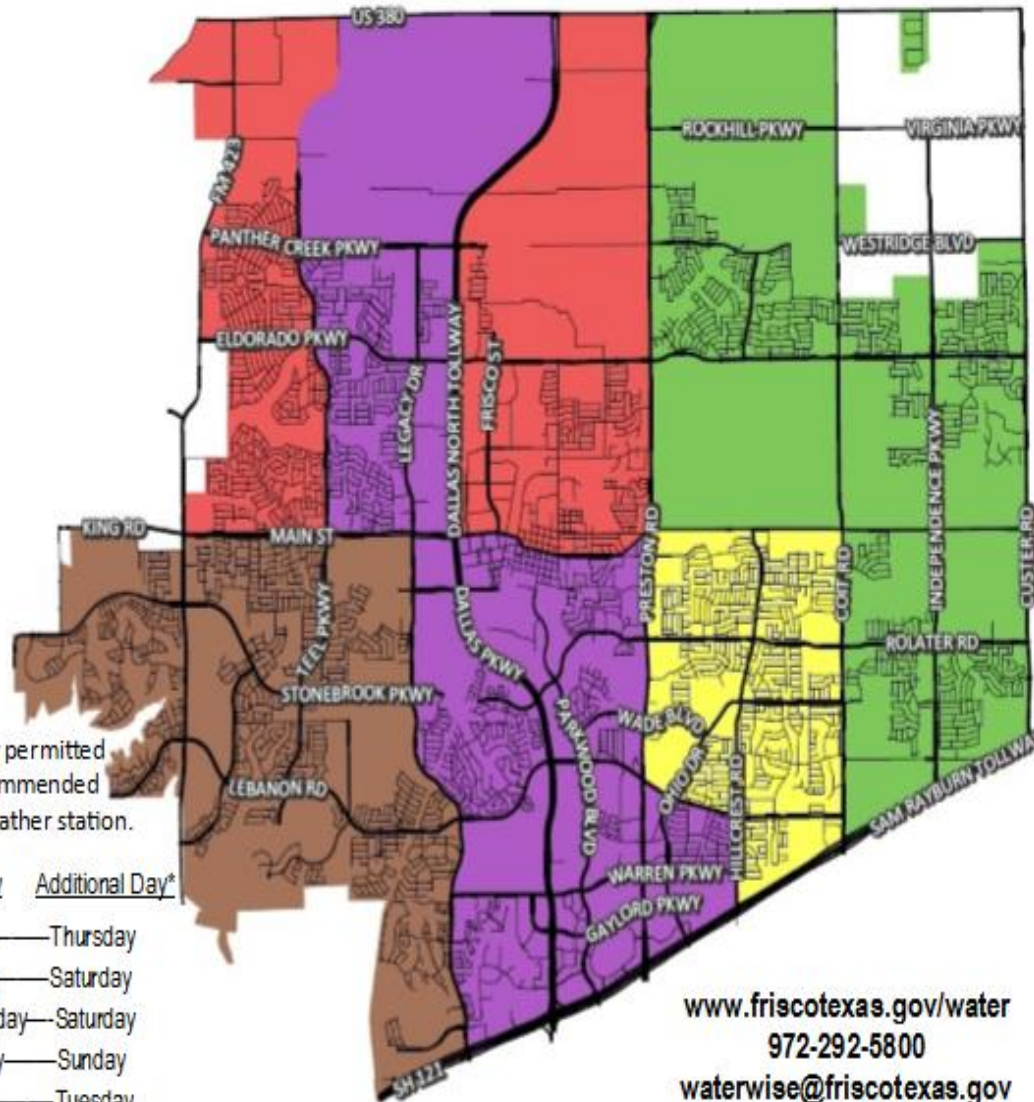 US 380
ROCKHILL PKWY
VIRGINIA PKWY
FM 423
PANTHER CREEK PKWY
WESTRIDGE BLVD
ELDORADO PKWY
LEGACY DR
DALLAS NORTH TOLLWAY
FRISCO ST
INDEPENDENCE PKWY
KING RD
MAIN ST
PRESTON RD
COIT RD
CUSTER RD
TEEL PKWY
DALLAS PKWY
ROLATER RD
STONEBROOK PKWY
PARKWOOD BLVD
WADE BLVD
OHIO DR
HILLCREST RD
LEBANON RD
SAM RAYBURN TOLLWA
WARREN PKWY
GAYLORD PKWY
SH 121
permitted
ommended
ather station.
Additional Day*
Thursday
Saturday
day---Saturday
y Sunday
Tuesday
www.friscotexas.gov/water
972-292-5800
waterwise@friscotexas.gov